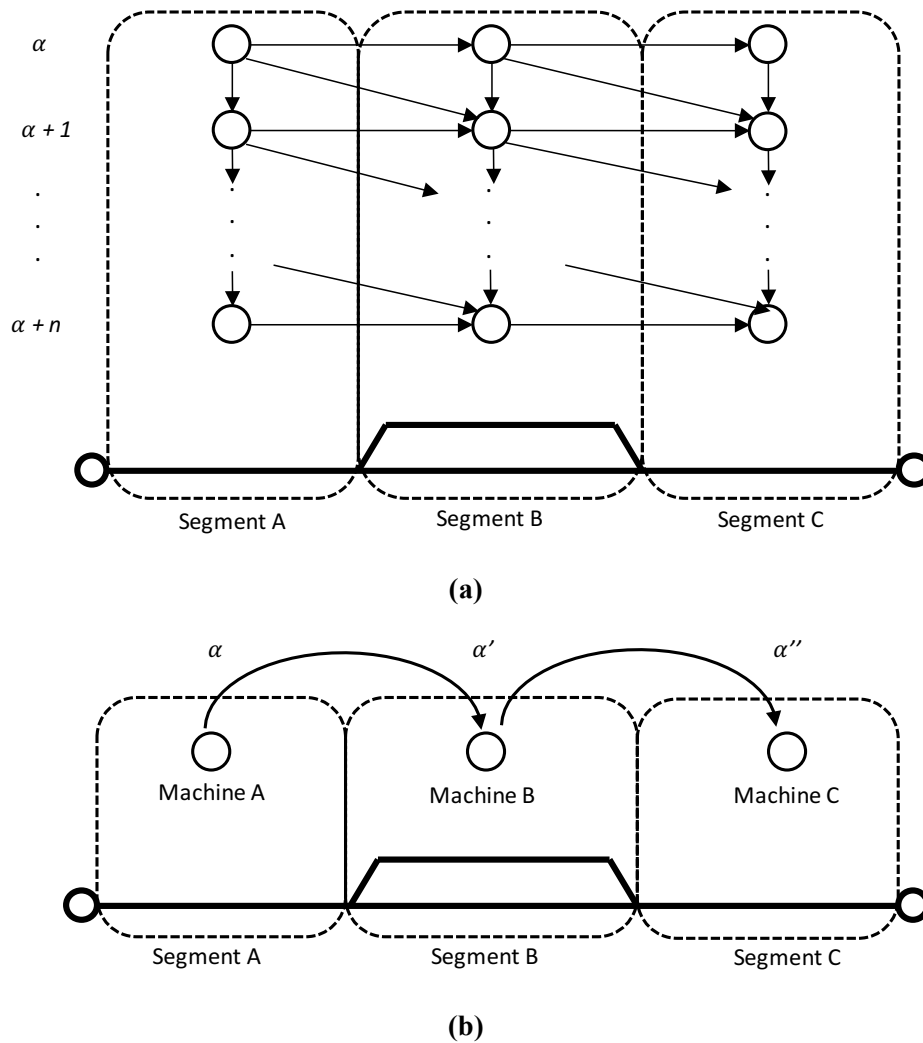 α
α + 1
.
.
.
α + n
Segment A Segment B Segment C
(a)
α α’ α’’
Machine A Machine B Machine C
Segment A Segment B Segment C
(b)